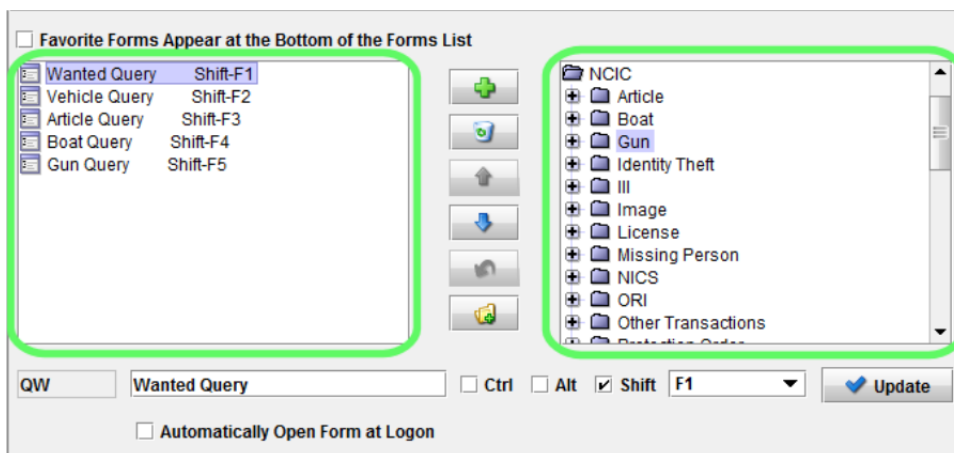 Favorite Forms Appear at the Bottom of the Forms List
Wanted Query Shift-F1
Vehicle Query Shift-F2
Article Query Shift-F3
Boat Query Shift-F4
Gun Query Shift-F5
NCIC
Article
Boat
Gun
Identity Theft
III
Image
License
Missing Person
NICS
ORI
Other Transactions
Protection Order
QW Wanted Query Ctrl Alt Shift F1 Update
Automatically Open Form at Logon